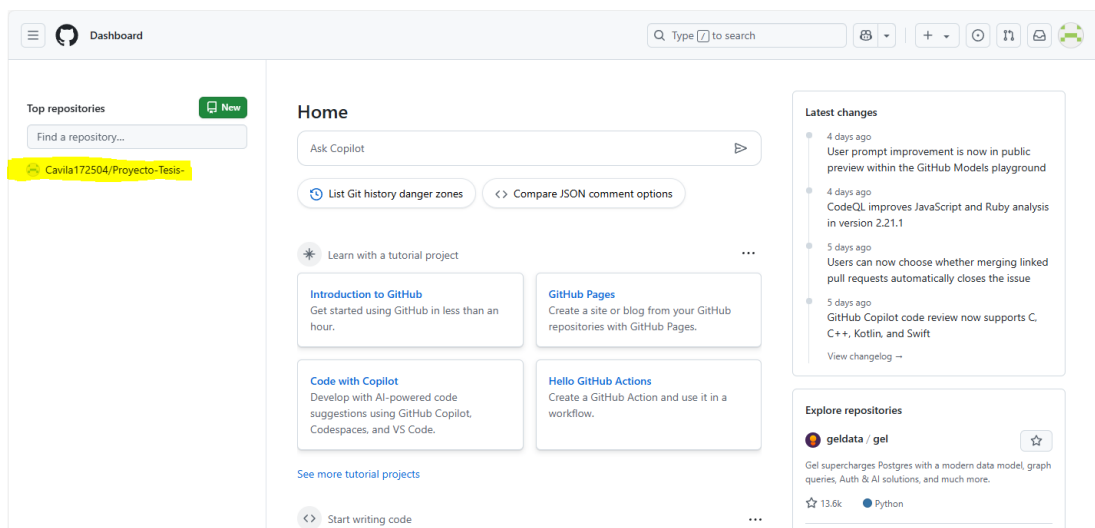 Dashboard
Type / to search
Top repositories
New
Find a repository...
Cavila172504/Proyecto-Tesis-
Home
Ask Copilot
List Git history danger zones
Compare JSON comment options
Learn with a tutorial project
Introduction to GitHub
Get started using GitHub in less than an
hour.
GitHub Pages
Create a site or blog from your GitHub
repositories with GitHub Pages.
Code with Copilot
Develop with AI-powered code
suggestions using GitHub Copilot,
Codespaces, and VS Code.
Hello GitHub Actions
Create a GitHub Action and use it in a
workflow.
See more tutorial projects
Start writing code
Latest changes
4 days ago
User prompt improvement is now in public
preview within the GitHub Models playground
4 days ago
CodeQL improves JavaScript and Ruby analysis
in version 2.21.1
5 days ago
Users can now choose whether merging linked
pull requests automatically closes the issue
5 days ago
GitHub Copilot code review now supports C,
C++, Kotlin, and Swift
View changelog →
Explore repositories
geldata / gel
Gel supercharges Postgres with a modern data model, graph
queries, Auth & AI solutions, and much more.
13.6k
Python